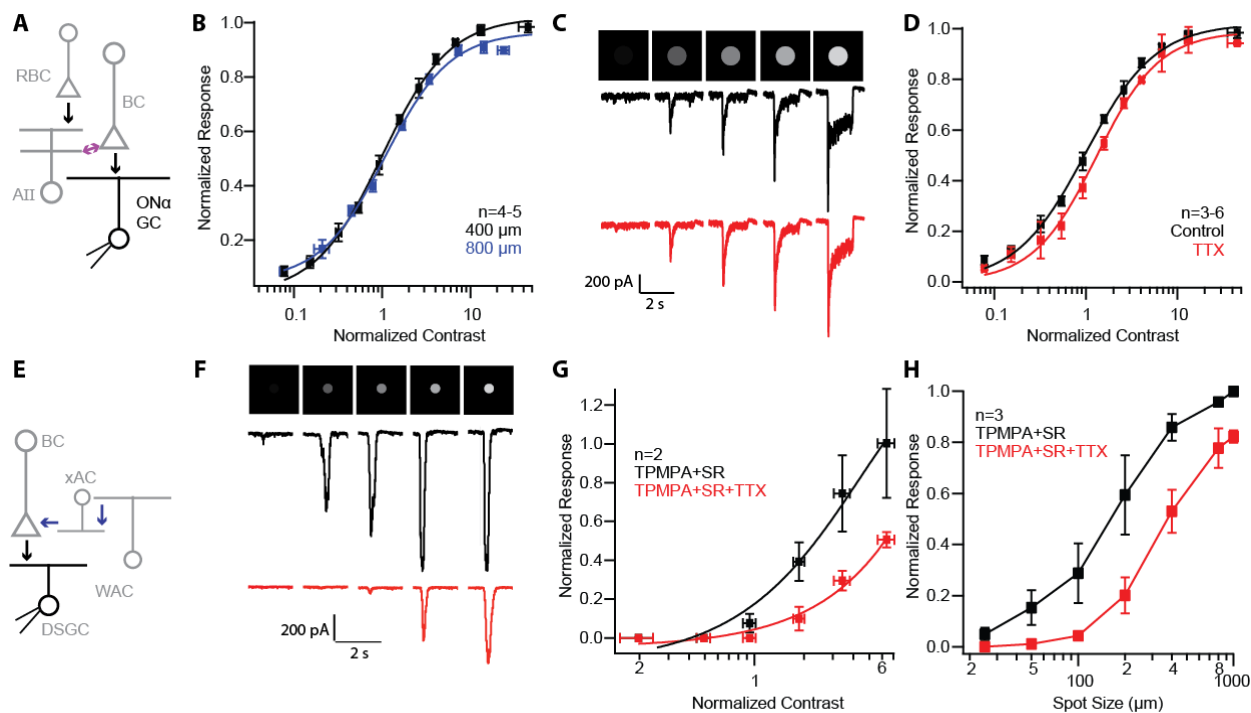 A
RBC
BC
AII
ONα
GC
B
Normalized Response
1.0
0.8
0.6
0.4
0.2
0.1
1
10
Normalized Contrast
n=4-5
400 µm
800 µm
C
200 pA
2 s
D
Normalized Response
1.0
0.8
0.6
0.4
0.2
0.0
0.1
1
10
Normalized Contrast
n=3-6
Control
TTX
E
BC
xAC
WAC
DSGC
F
200 pA
2 s
G
Normalized Response
1.2
1.0
0.8
0.6
0.4
0.2
0.0
2
1
6
Normalized Contrast
n=2
TPMPA+SR
TPMPA+SR+TTX
H
Normalized Response
1.0
0.8
0.6
0.4
0.2
0.0
2
5
100
2
4
8
1000
Spot Size (µm)
n=3
TPMPA+SR
TPMPA+SR+TTX